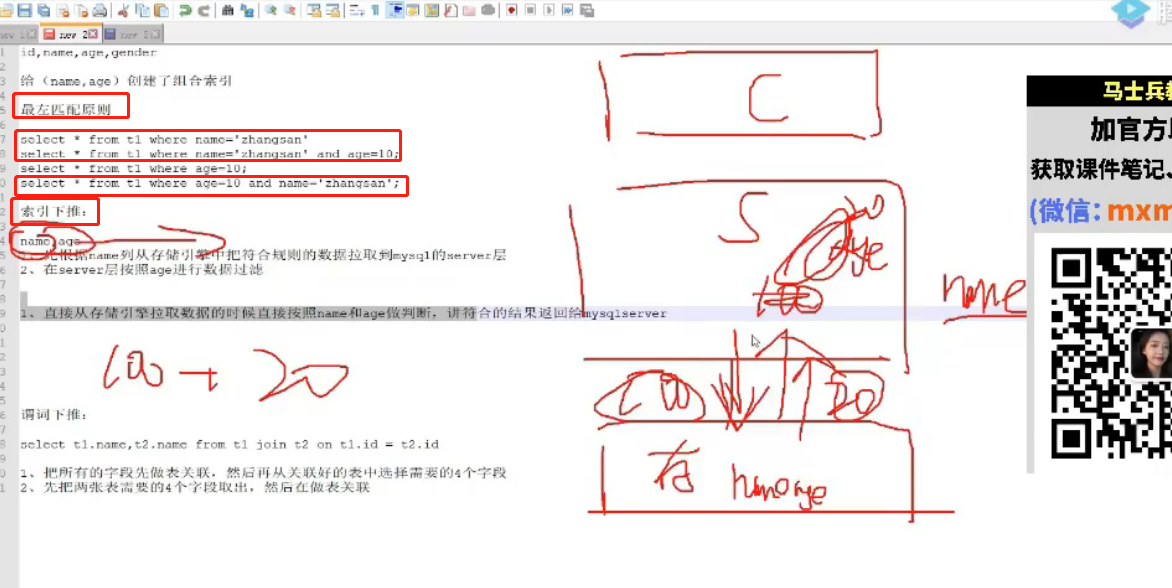 new 1
new 2
new 3
id,name,age,gender
给（name,age）创建了组合索引
最左匹配原则
select * from t1 where name='zhangsan'
select * from t1 where name='zhangsan' and age=10;
select * from t1 where age=10;
select * from t1 where age=10 and name='zhangsan';
索引下推：
name,age
1、先根据name列从存储引擎中把符合规则的数据拉取到mysql的server层
2、在server层按照age进行数据过滤
1、直接从存储引擎拉取数据的时候直接按照name和age做判断，讲符合的结果返回给mysqlserver
100 → 20
谓词下推：
select t1.name,t2.name from t1 join t2 on t1.id = t2.id
1、把所有的字段先做表关联，然后再从关联好的表中选择需要的4个字段
2、先把两张表需要的4个字段取出，然后在做表关联
C
S
20
age
100
name
100
20
存
name age
马士兵教
加官方
获取课件笔记、
(微信：mxm